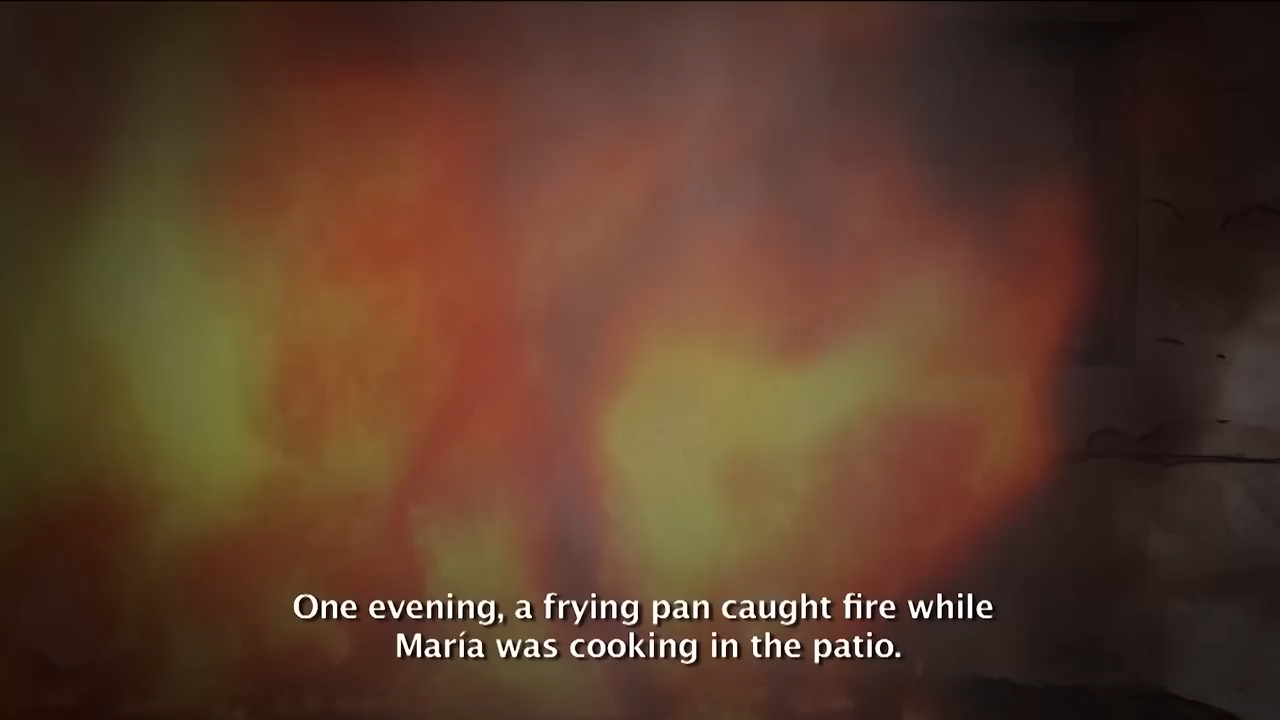 One evening, a frying pan caught fire while
María was cooking in the patio.